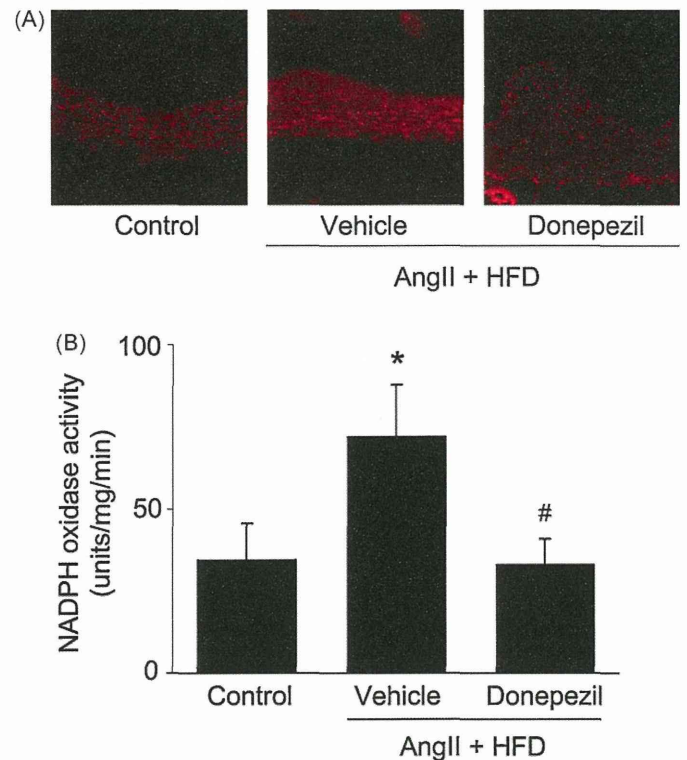 (A)
Control Vehicle Donepezil
AngII + HFD
(B)
NADPH oxidase activity
(units/mg/min)
100
50
0
*
#
Control Vehicle Donepezil
AngII + HFD